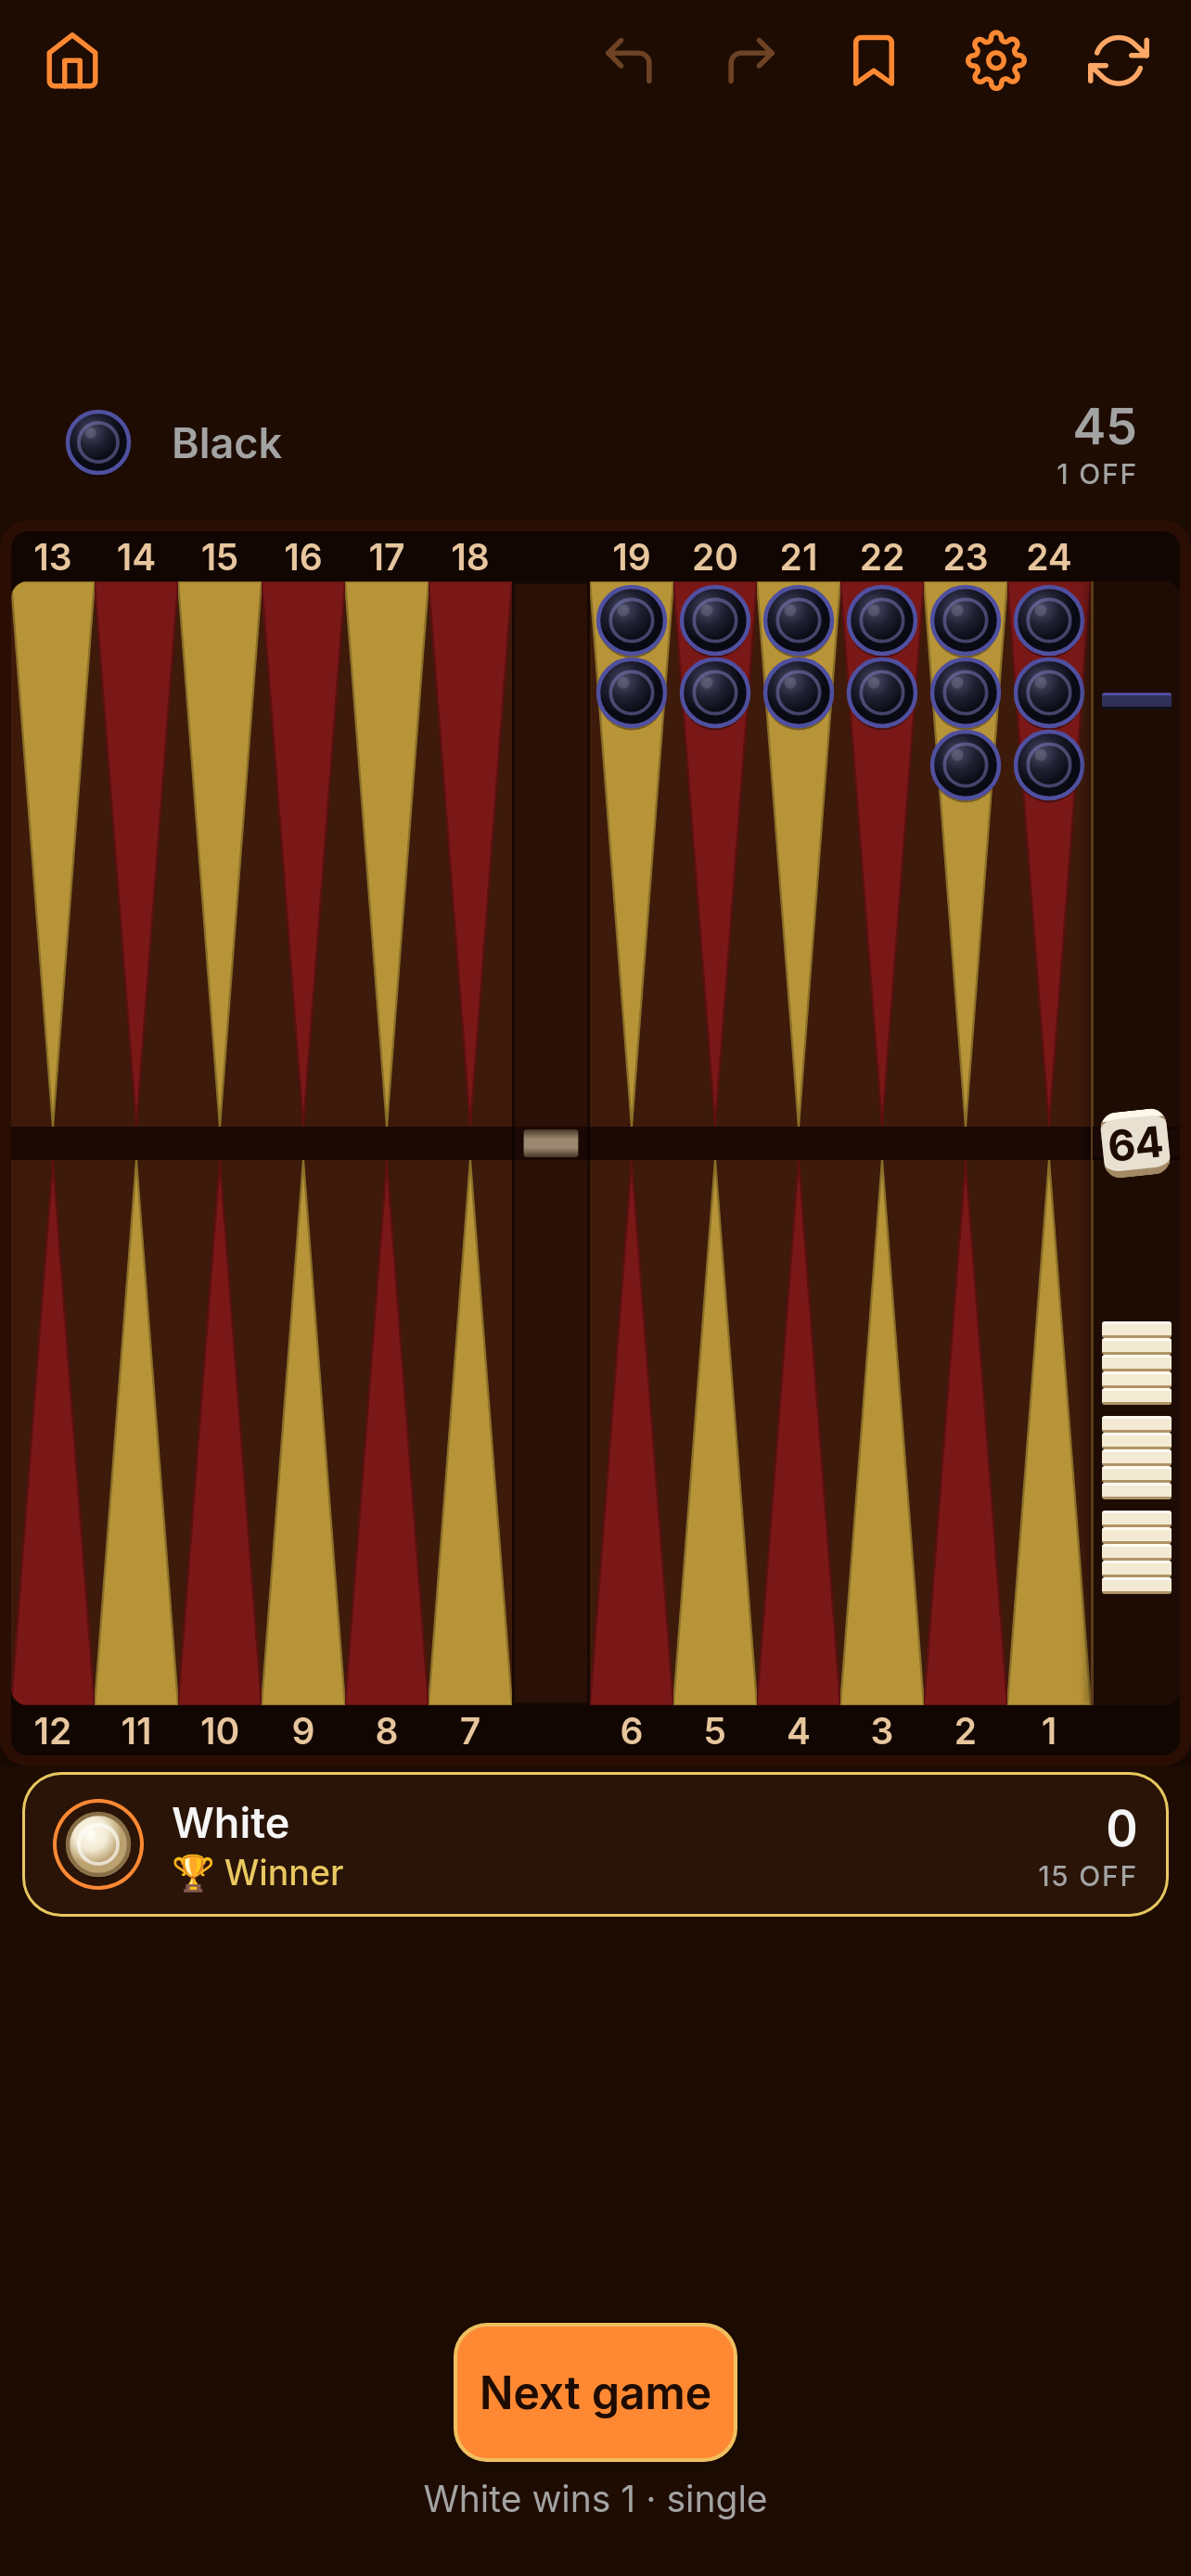 Black
45
1 OFF
13 14 15 16 17 18 19 20 21 22 23 24
64
12 11 10 9 8 7 6 5 4 3 2 1
White
🏆 Winner
0
15 OFF
Next game
White wins 1 · single